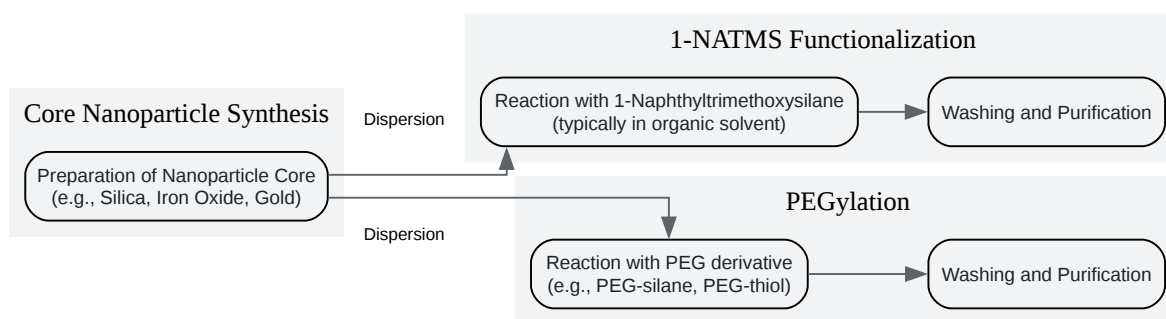 Core Nanoparticle Synthesis
Preparation of Nanoparticle Core
(e.g., Silica, Iron Oxide, Gold)
Dispersion
Dispersion
1-NATMS Functionalization
Reaction with 1-Naphthyltrimethoxysilane
(typically in organic solvent)
Washing and Purification
PEGylation
Reaction with PEG derivative
(e.g., PEG-silane, PEG-thiol)
Washing and Purification